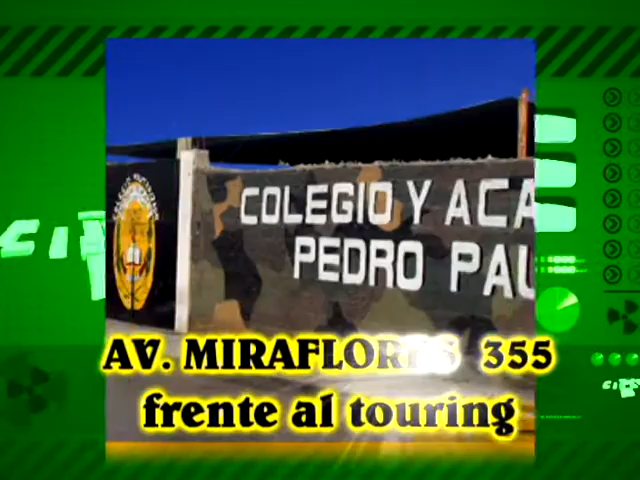 COLEGIO Y ACA
PEDRO PAU
AV. MIRAFLORES 355
frente al touring